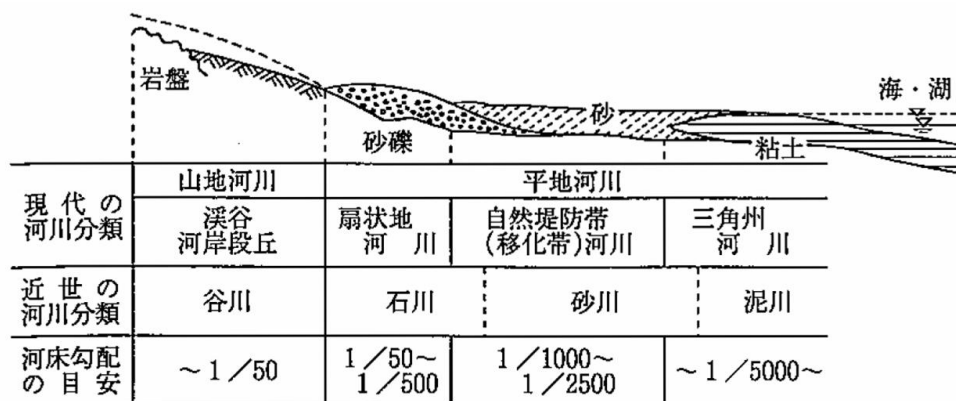 岩盤
砂礫
砂
粘土
海・湖
現代の
河川分類
山地河川
平地河川
渓谷
河岸段丘
扇状地
河川
自然堤防帯
(移化帯)河川
三角州
河川
近世の
河川分類
谷川
石川
砂川
泥川
河床勾配
の目安
~1/50
1/50~
1/500
1/1000~
1/2500
~1/5000~